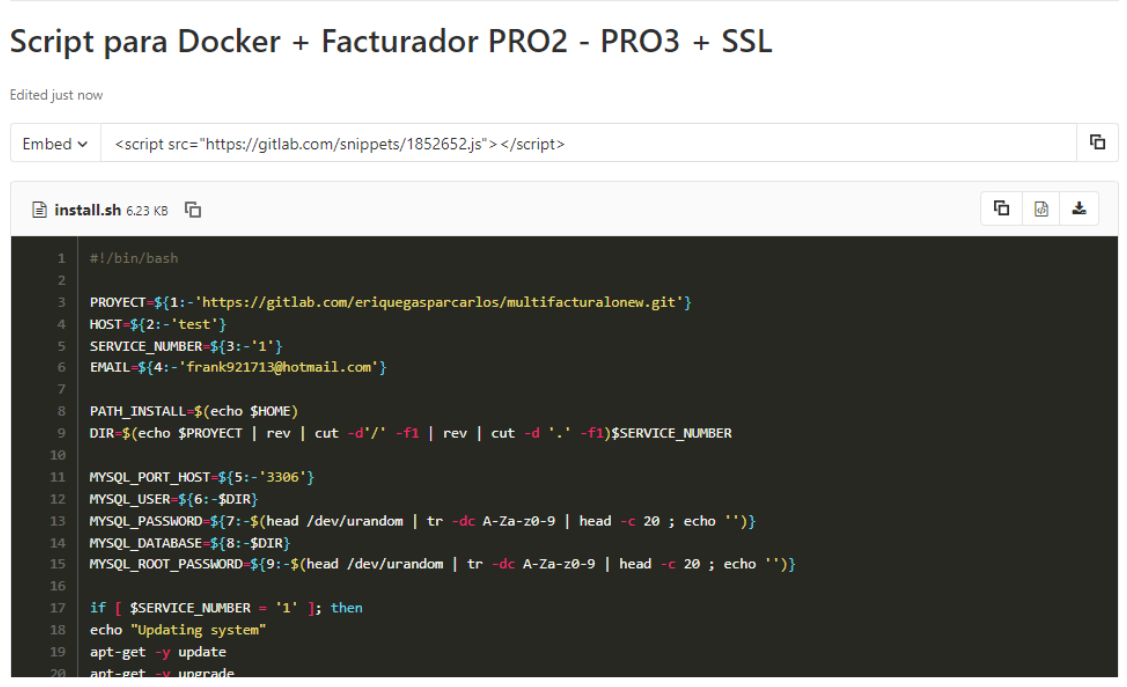 Script para Docker + Facturador PRO2 - PRO3 + SSL
Edited just now
Embed <script src="https://gitlab.com/snippets/1852652.js"></script>
install.sh 6.23 KB
1 #!/bin/bash
2
3 PROYECT=${1:-'https://gitlab.com/eriquegasparcarlos/multifacturalonew.git'}
4 HOST=${2:-'test'}
5 SERVICE_NUMBER=${3:-'1'}
6 EMAIL=${4:-'frank921713@hotmail.com'}
7
8 PATH_INSTALL=$(echo $HOME)
9 DIR=$(echo $PROYECT | rev | cut -d'/' -f1 | rev | cut -d '.' -f1)$SERVICE_NUMBER
10
11 MYSQL_PORT_HOST=${5:-'3306'}
12 MYSQL_USER=${6:-$DIR}
13 MYSQL_PASSWORD=${7:-$(head /dev/urandom | tr -dc A-Za-z0-9 | head -c 20 ; echo '')}
14 MYSQL_DATABASE=${8:-$DIR}
15 MYSQL_ROOT_PASSWORD=${9:-$(head /dev/urandom | tr -dc A-Za-z0-9 | head -c 20 ; echo '')}
16
17 if [ $SERVICE_NUMBER = '1' ]; then
18 echo "Updating system"
19 apt-get -y update
20 apt-get -y upgrade